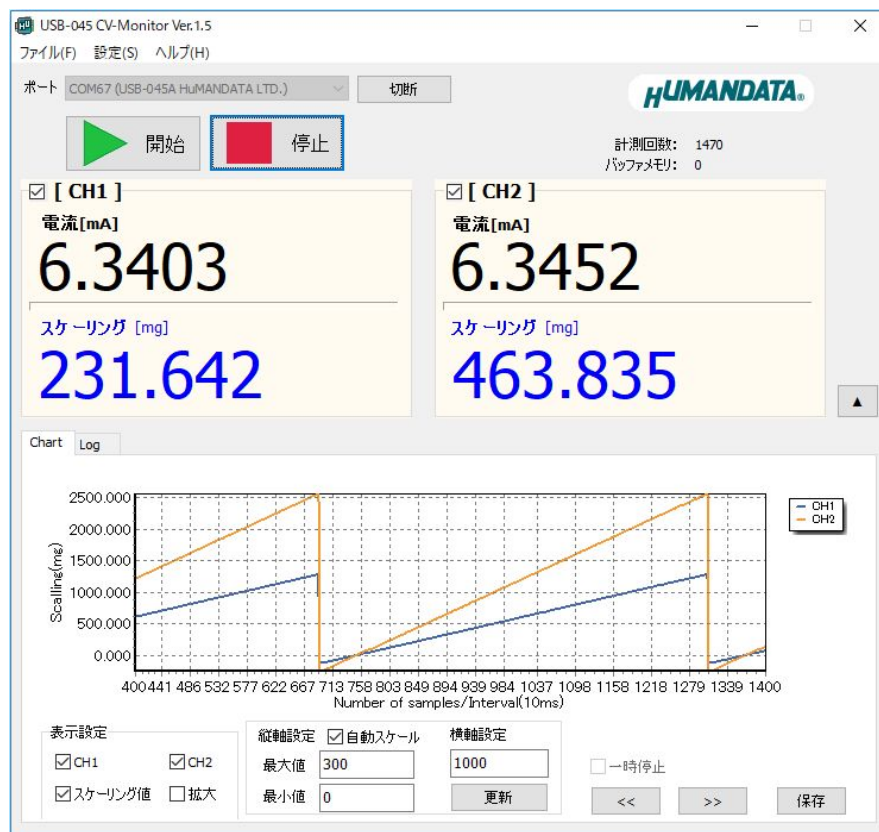 USB-045 CV-Monitor Ver.1.5
ファイル(F) 設定(S) ヘルプ(H)
ポート COM67 (USB-045A HuMANDATA LTD.) 切断
HUMANDATA®
開始 停止
計測回数: 1470
バッファメモリ: 0
[ CH1 ]
電流[mA]
6.3403
スケーリング [mg]
231.642
[ CH2 ]
電流[mA]
6.3452
スケーリング [mg]
463.835
▲
Chart Log
2500.000
2000.000
1500.000
1000.000
500.000
0.000
Scalling(mg)
CH1
CH2
400 441 486 532 577 622 667 713 758 803 849 894 939 984 1037 1098 1158 1218 1279 1339 1400
Number of samples/Interval(10ms)
表示設定
CH1 CH2
スケーリング値 拡大
縦軸設定 自動スケール
最大値 300
最小値 0
横軸設定
1000
更新
一時停止
<< >> 保存